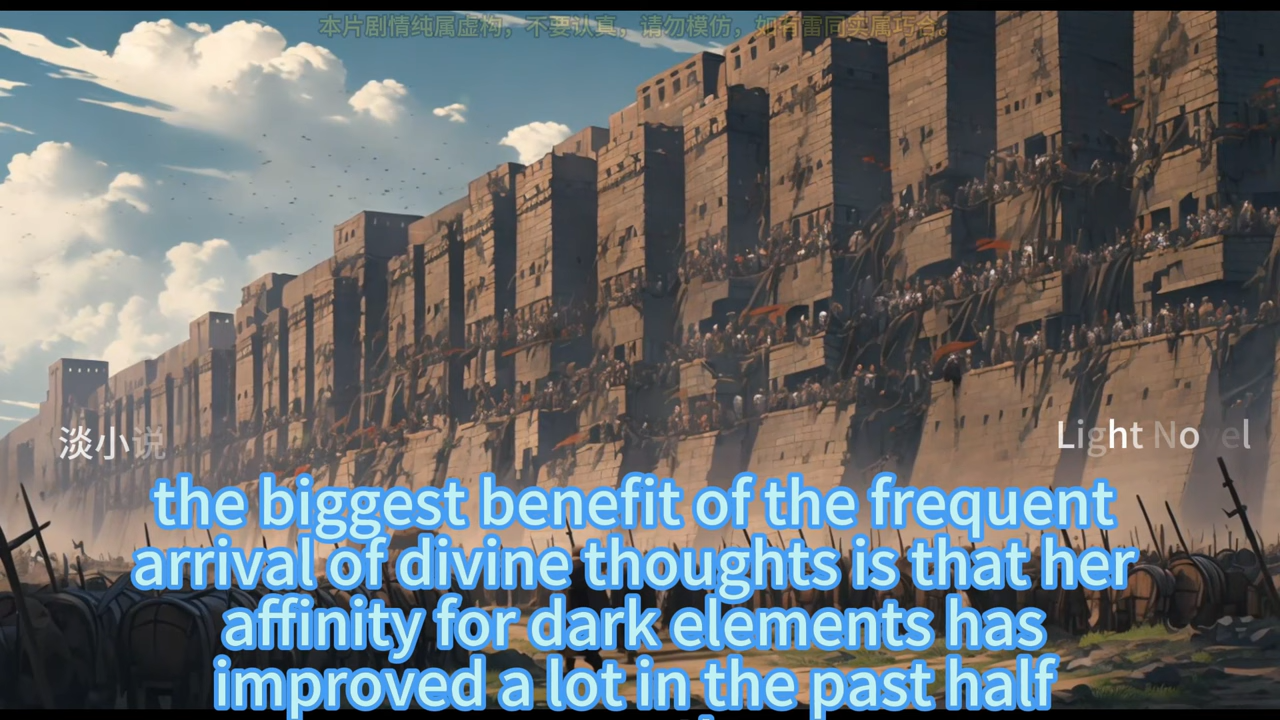 本片剧情纯属虚构，不要认真，请勿模仿，如有雷同实属巧合。
淡小说
Light Novel
the biggest benefit of the frequent
arrival of divine thoughts is that her
affinity for dark elements has
improved a lot in the past half